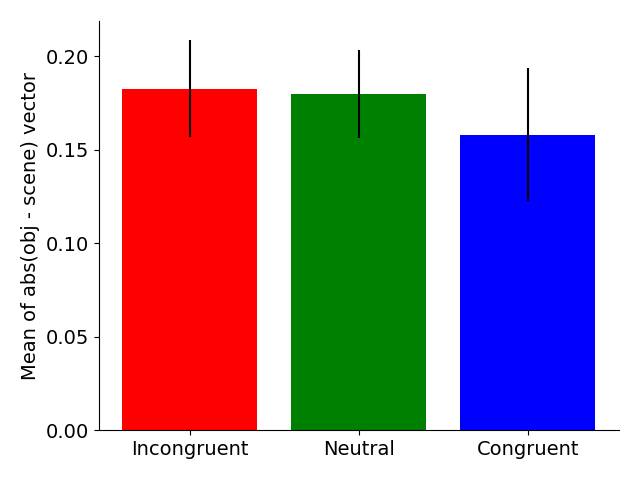 Mean of abs(obj - scene) vector
0.20
0.15
0.10
0.05
0.00
Incongruent Neutral Congruent